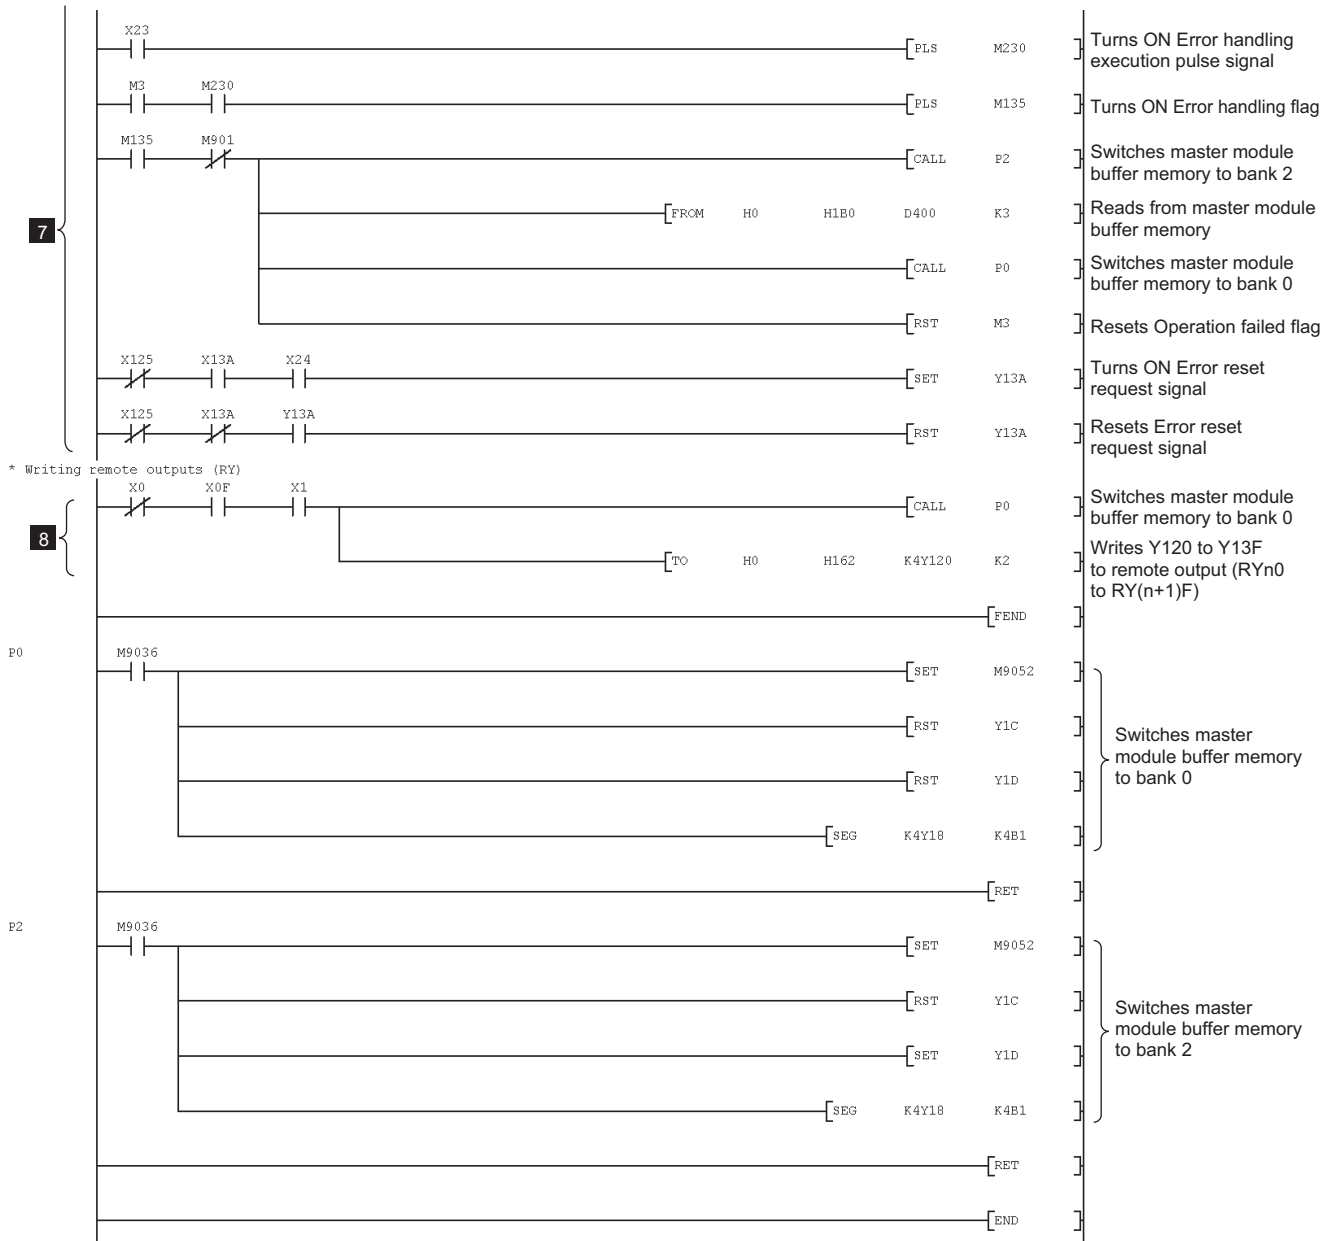 X23
[PLS M230 ]
Turns ON Error handling
execution pulse signal
M3 M230
[PLS M135 ]
Turns ON Error handling flag
M135 M901
[CALL P2 ]
Switches master module
buffer memory to bank 2
7
[FROM H0 H1B0 D400 K3 ]
Reads from master module
buffer memory
[CALL P0 ]
Switches master module
buffer memory to bank 0
[RST M3 ]
Resets Operation failed flag
X125 X13A X24
[SET Y13A ]
Turns ON Error reset
request signal
X125 X13A Y13A
[RST Y13A ]
Resets Error reset
request signal
* Writing remote outputs (RY)
X0 X0F X1
[CALL P0 ]
Switches master module
buffer memory to bank 0
8
[TO H0 H162 K4Y120 K2 ]
Writes Y120 to Y13F
to remote output (RYn0
to RY(n+1)F)
[FEND ]
P0 M9036
[SET M9052 ]
[RST Y1C ]
[RST Y1D ]
Switches master
module buffer memory
to bank 0
[SEG K4Y18 K4B1 ]
[RET ]
P2 M9036
[SET M9052 ]
[RST Y1C ]
Switches master
module buffer memory
to bank 2
[SET Y1D ]
[SEG K4Y18 K4B1 ]
[RET ]
[END ]